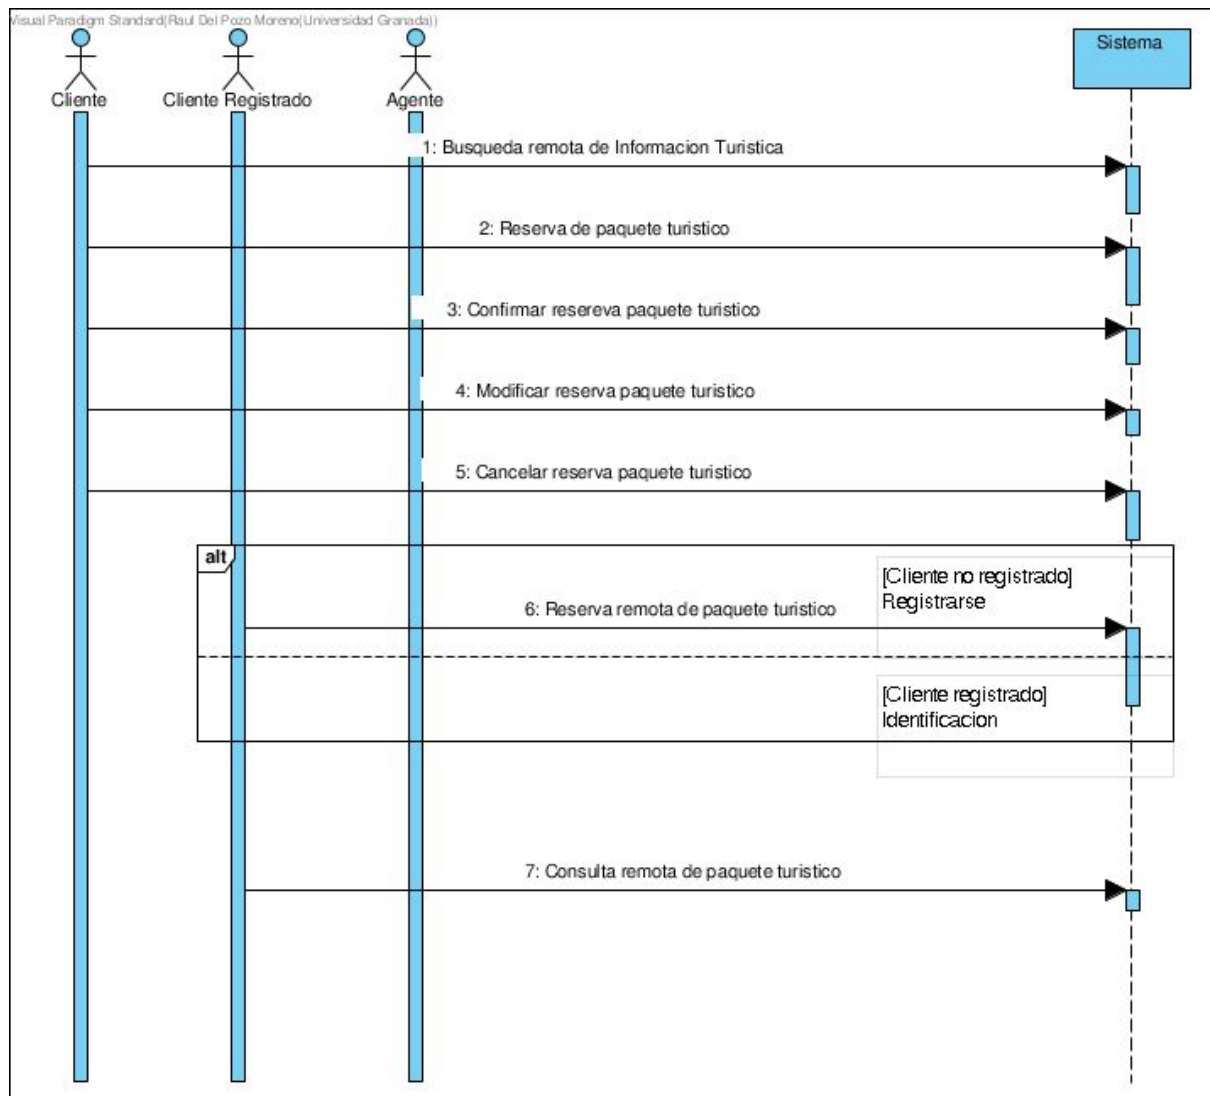 Visual Paradigm Standard(Raul Del Pozo Moreno(Universidad Granada))
Sistema
Cliente
Cliente Registrado
Agente
1: Busqueda remota de Informacion Turistica
2: Reserva de paquete turistico
3: Confirmar resereva paquete turistico
4: Modificar reserva paquete turistico
5: Cancelar reserva paquete turistico
alt
[Cliente no registrado]
Registrarse
6: Reserva remota de paquete turistico
[Cliente registrado]
Identificacion
7: Consulta remota de paquete turistico